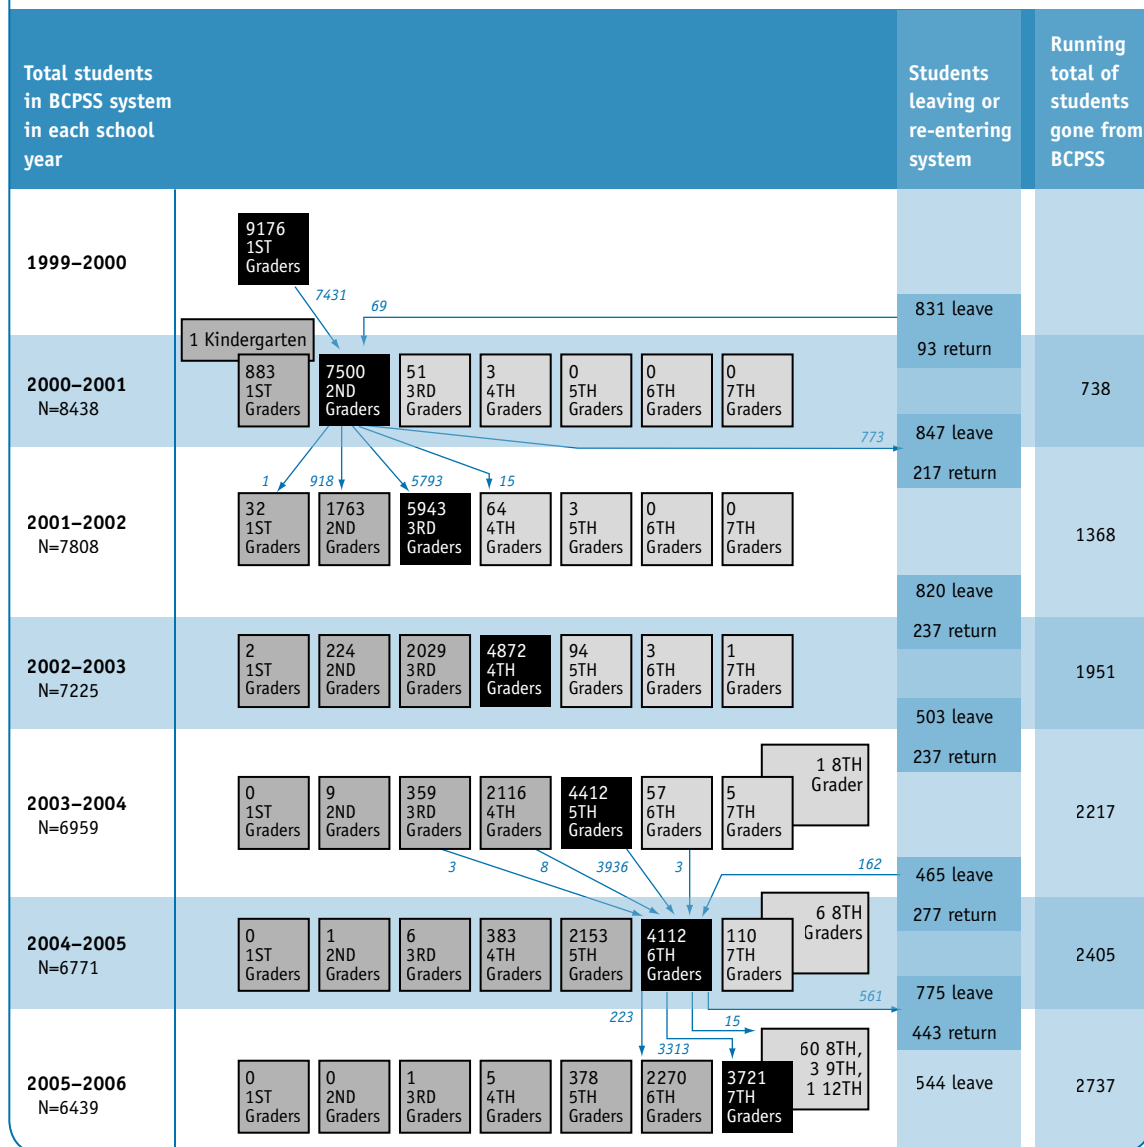 Total students
in BCPSS system
in each school
year
Students
leaving or
re-entering
system
Running
total of
students
gone from
BCPSS
1999–2000
9176
1ST
Graders
7431
69
831 leave
93 return
1 Kindergarten
2000–2001
N=8438
883
1ST
Graders
7500
2ND
Graders
51
3RD
Graders
3
4TH
Graders
0
5TH
Graders
0
6TH
Graders
0
7TH
Graders
738
773
847 leave
217 return
1
918
5793
15
2001–2002
N=7808
32
1ST
Graders
1763
2ND
Graders
5943
3RD
Graders
64
4TH
Graders
3
5TH
Graders
0
6TH
Graders
0
7TH
Graders
1368
820 leave
237 return
2002–2003
N=7225
2
1ST
Graders
224
2ND
Graders
2029
3RD
Graders
4872
4TH
Graders
94
5TH
Graders
3
6TH
Graders
1
7TH
Graders
1951
503 leave
237 return
2003–2004
N=6959
0
1ST
Graders
9
2ND
Graders
359
3RD
Graders
2116
4TH
Graders
4412
5TH
Graders
57
6TH
Graders
5
7TH
Graders
1 8TH
Grader
2217
3
8
3936
3
162
465 leave
277 return
2004–2005
N=6771
0
1ST
Graders
1
2ND
Graders
6
3RD
Graders
383
4TH
Graders
2153
5TH
Graders
4112
6TH
Graders
110
7TH
Graders
6 8TH
Graders
2405
561
775 leave
443 return
223
3313
15
2005–2006
N=6439
0
1ST
Graders
0
2ND
Graders
1
3RD
Graders
5
4TH
Graders
378
5TH
Graders
2270
6TH
Graders
3721
7TH
Graders
60 8TH,
3 9TH,
1 12TH
544 leave
2737